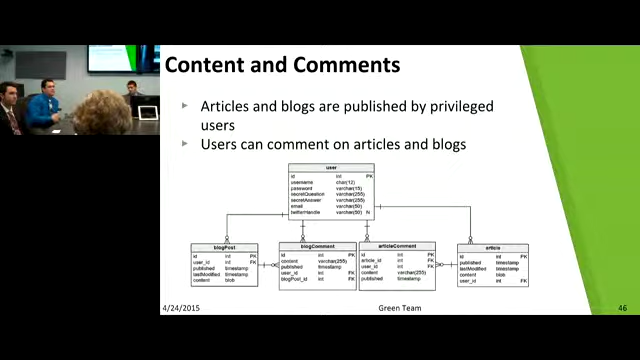 Content and Comments
Articles and blogs are published by privileged
users
Users can comment on articles and blogs
user
id int PK
username char(12)
password varchar(15)
secretQuestion varchar(255)
secretAnswer varchar(255)
email varchar(50)
twitterHandle varchar(50) N
blogPost
id int PK
user_id int FK
published timestamp
lastModified timestamp
content blob
blogComment
id int PK
content varchar(255)
published timestamp
user_id int FK
blogPost_id int FK
articleComment
id int PK
article_id int FK
user_id int FK
content varchar(255)
published timestamp
article
id int PK
published timestamp
lastModified timestamp
content blob
user_id int FK
4/24/2015
Green Team
46